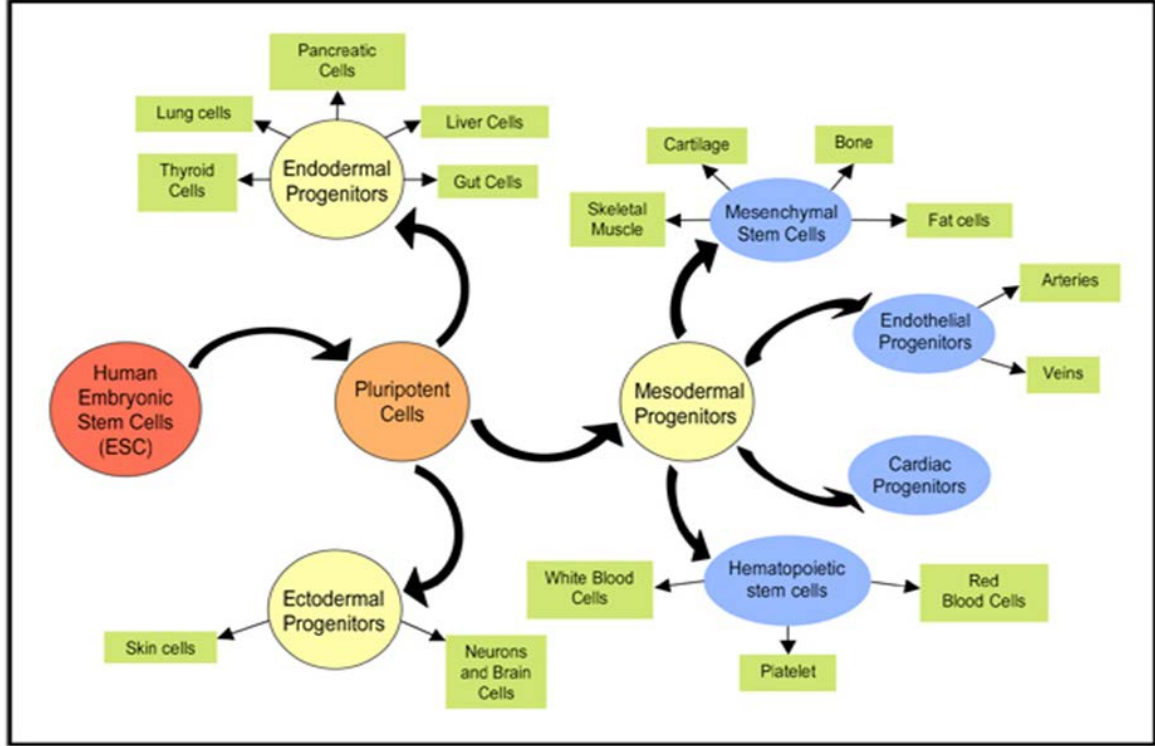 Pancreatic
Cells
Lung cells
Liver Cells
Thyroid
Cells
Endodermal
Progenitors
Gut Cells
Cartilage
Bone
Skeletal
Muscle
Mesenchymal
Stem Cells
Fat cells
Arteries
Endothelial
Progenitors
Veins
Human
Embryonic
Stem Cells
(ESC)
Pluripotent
Cells
Mesodermal
Progenitors
Cardiac
Progenitors
Hematopoietic
stem cells
White Blood
Cells
Red
Blood Cells
Platelet
Ectodermal
Progenitors
Skin cells
Neurons
and Brain
Cells